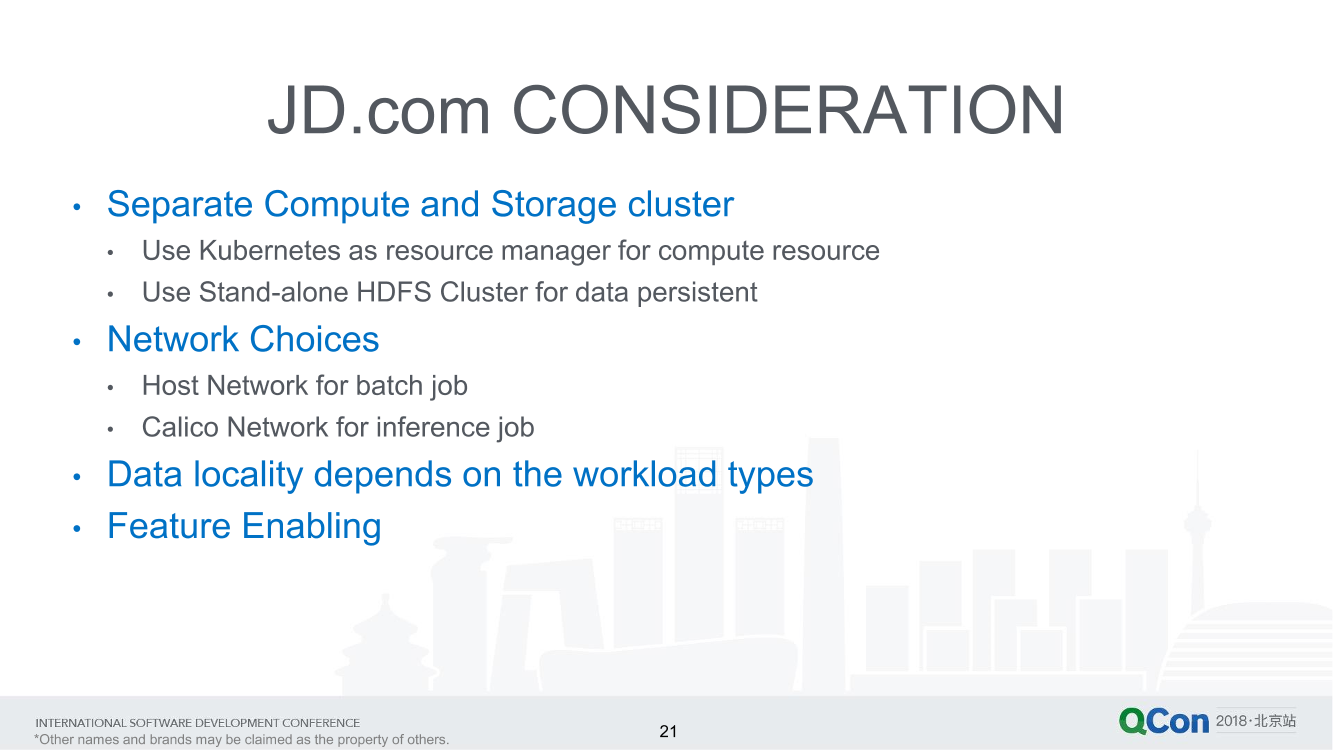 JD.com CONSIDERATION
• Separate Compute and Storage cluster
• Use Kubernetes as resource manager for compute resource
• Use Stand-alone HDFS Cluster for data persistent
• Network Choices
• Host Network for batch job
• Calico Network for inference job
• Data locality depends on the workload types
• Feature Enabling
INTERNATIONAL SOFTWARE DEVELOPMENT CONFERENCE
*Other names and brands may be claimed as the property of others.
21
QCon 2018·北京站